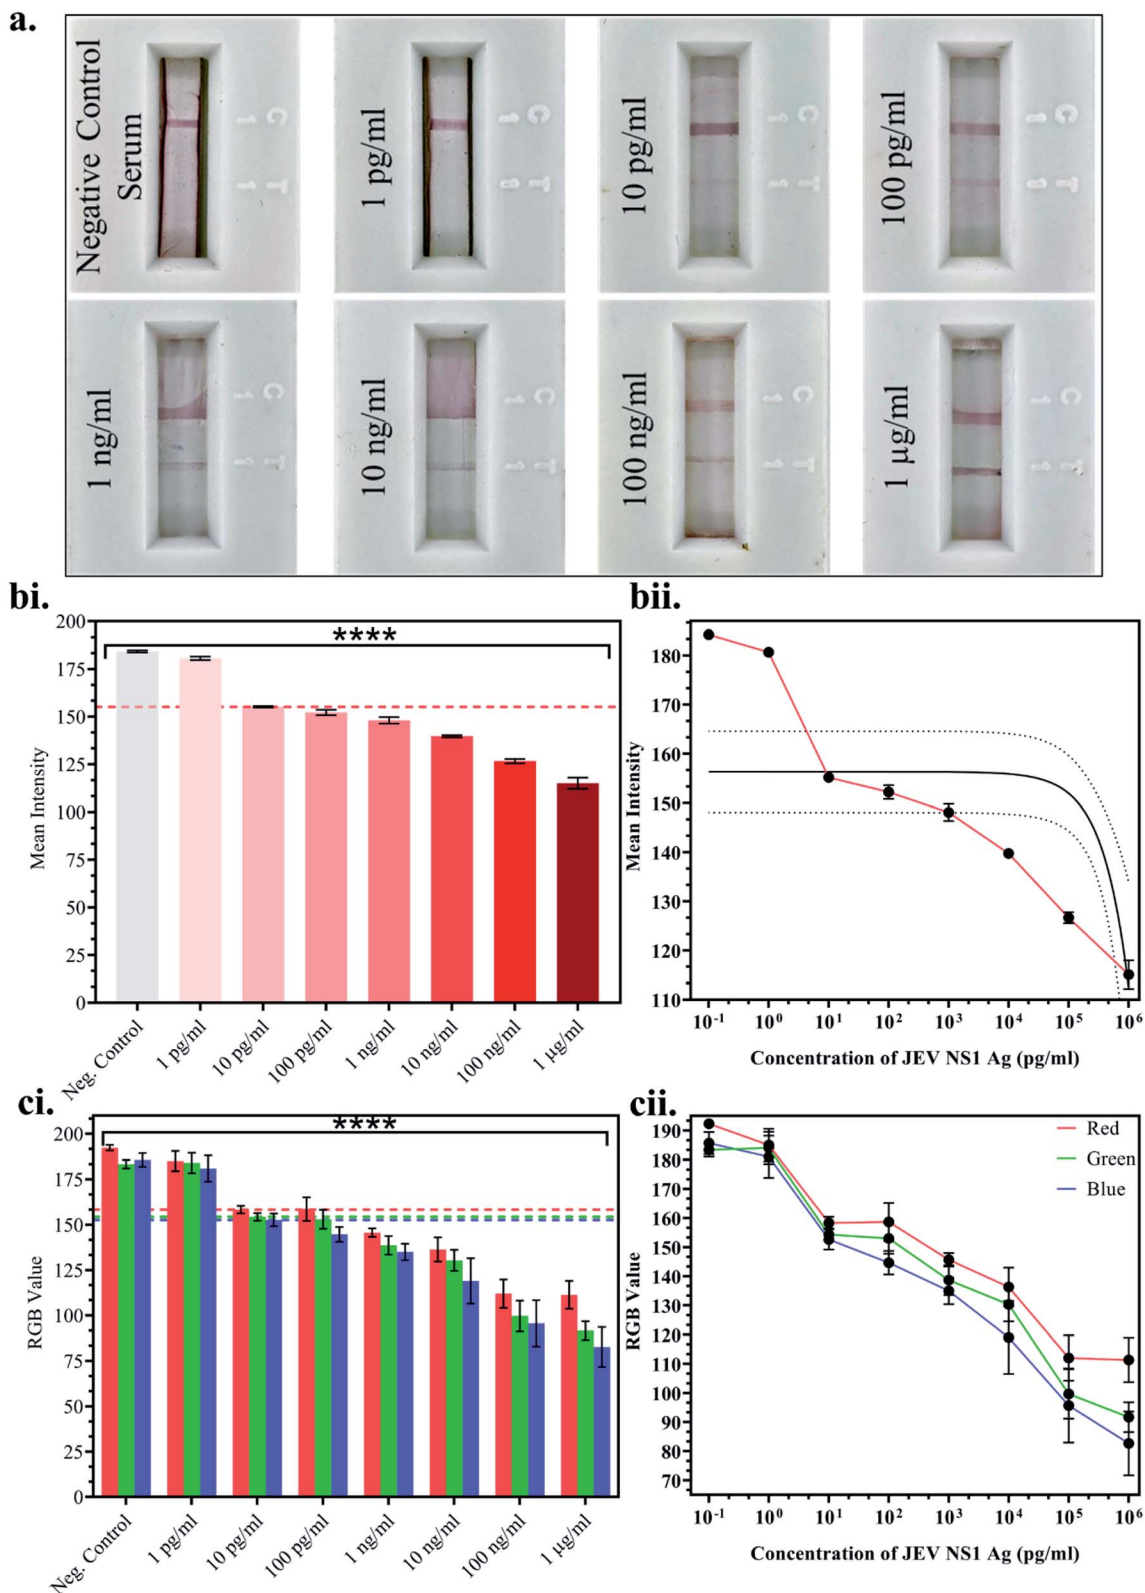 a.
Negative Control
Serum
C
T
1 pg/ml
C
T
10 pg/ml
C
T
100 pg/ml
C
T
1 ng/ml
C
T
10 ng/ml
C
T
100 ng/ml
C
T
1 µg/ml
C
T
bi.
****
Mean Intensity
200
175
150
125
100
75
50
25
0
Neg. Control
1 pg/ml
10 pg/ml
100 pg/ml
1 ng/ml
10 ng/ml
100 ng/ml
1 µg/ml
bii.
Mean Intensity
180
170
160
150
140
130
120
110
10⁻¹ 10⁰ 10¹ 10² 10³ 10⁴ 10⁵ 10⁶
Concentration of JEV NS1 Ag (pg/ml)
ci.
****
RGB Value
200
175
150
125
100
75
50
25
0
Neg. Control
1 pg/ml
10 pg/ml
100 pg/ml
1 ng/ml
10 ng/ml
100 ng/ml
1 µg/ml
cii.
Red
Green
Blue
RGB Value
190
180
170
160
150
140
130
120
110
100
90
80
70
10⁻¹ 10⁰ 10¹ 10² 10³ 10⁴ 10⁵ 10⁶
Concentration of JEV NS1 Ag (pg/ml)